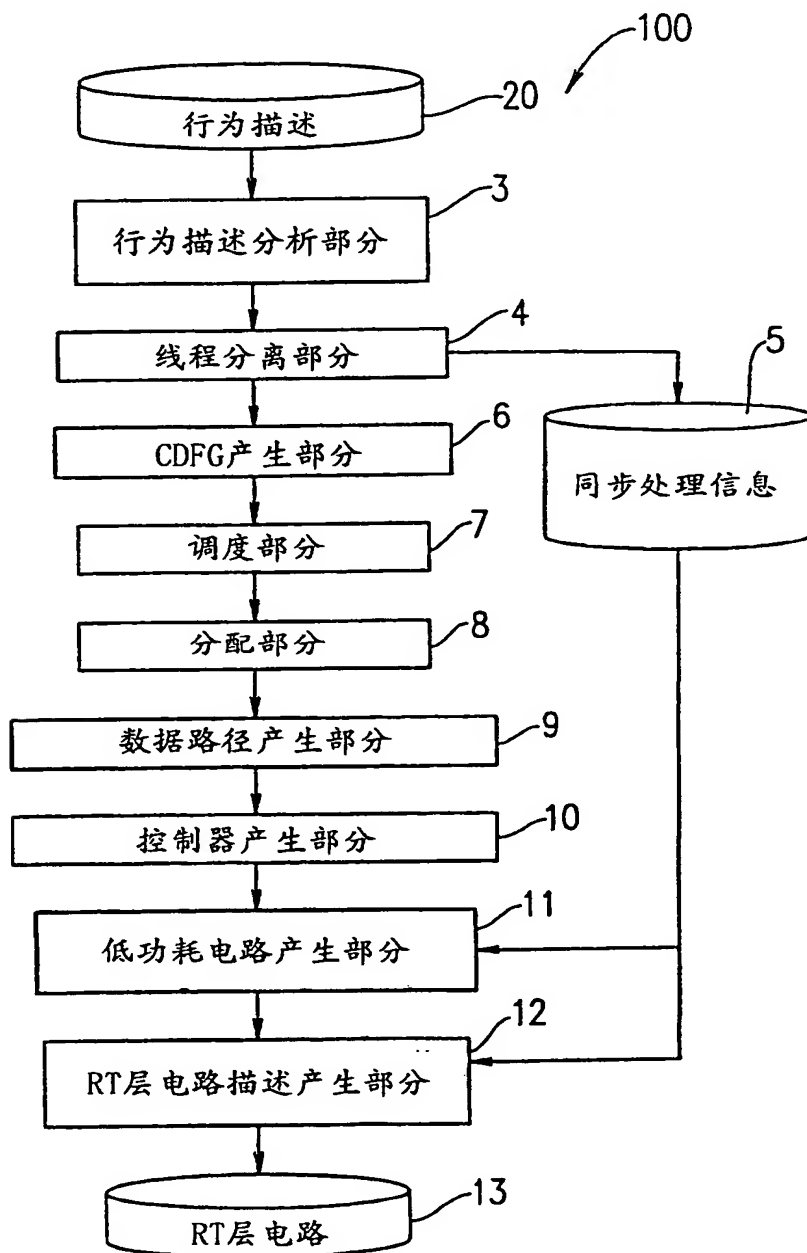 100
行为描述
20
行为描述分析部分
3
线程分离部分
4
同步处理信息
5
CDFG产生部分
6
调度部分
7
分配部分
8
数据路径产生部分
9
控制器产生部分
10
低功耗电路产生部分
11
RT层电路描述产生部分
12
RT层电路
13